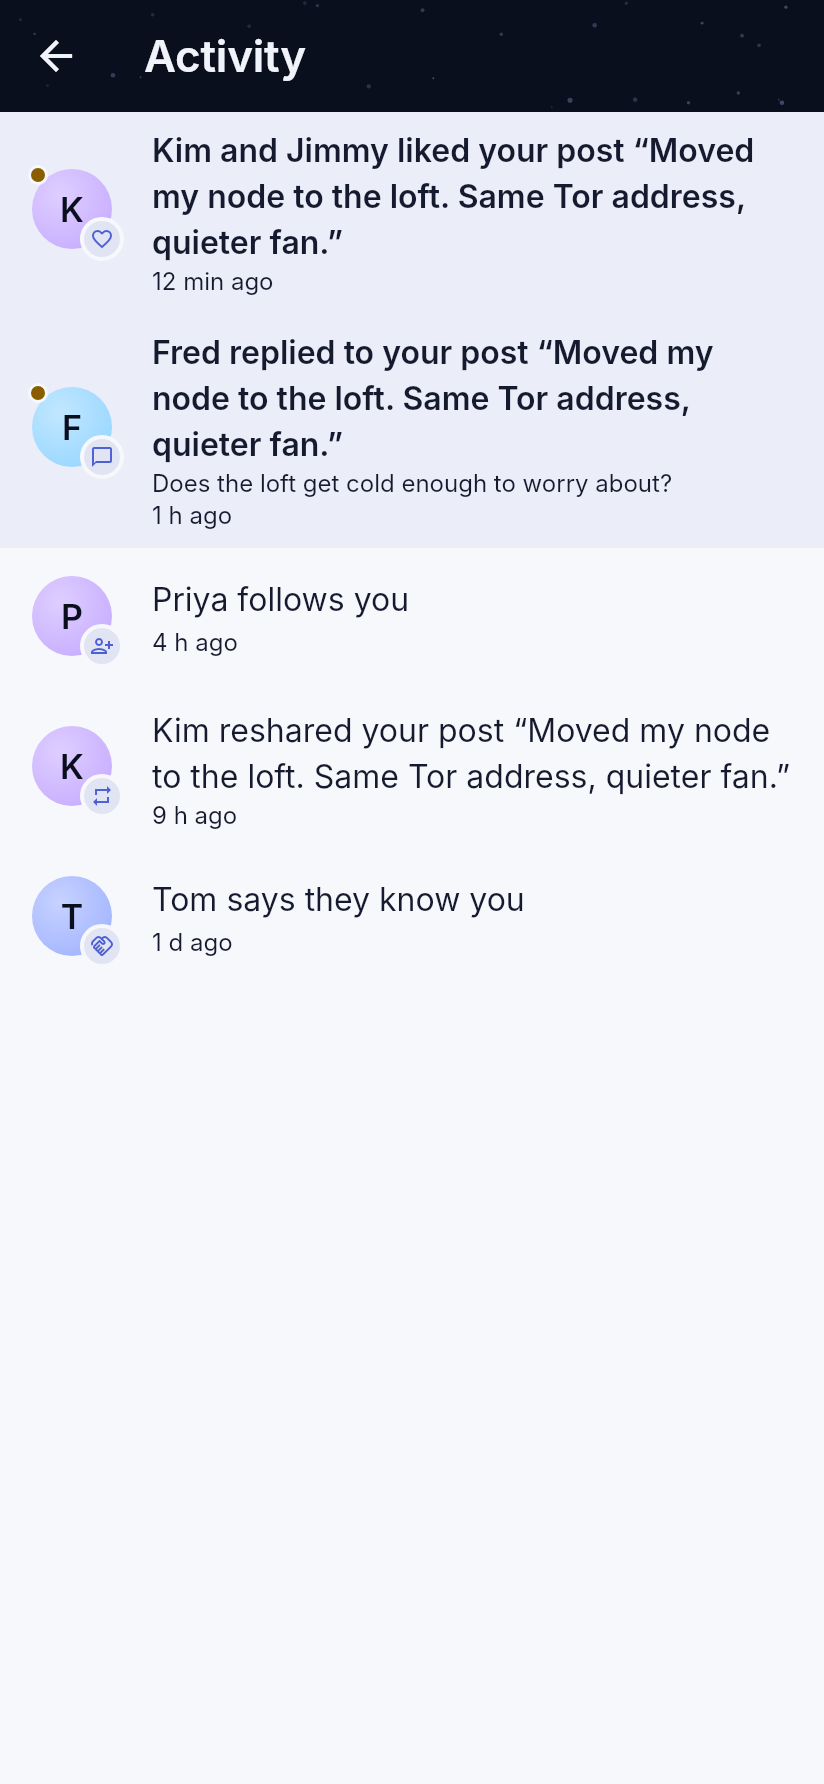 Activity
K
Kim and Jimmy liked your post “Moved
my node to the loft. Same Tor address,
quieter fan.”
12 min ago
F
Fred replied to your post “Moved my
node to the loft. Same Tor address,
quieter fan.”
Does the loft get cold enough to worry about?
1 h ago
P
Priya follows you
4 h ago
K
Kim reshared your post “Moved my node
to the loft. Same Tor address, quieter fan.”
9 h ago
T
Tom says they know you
1 d ago